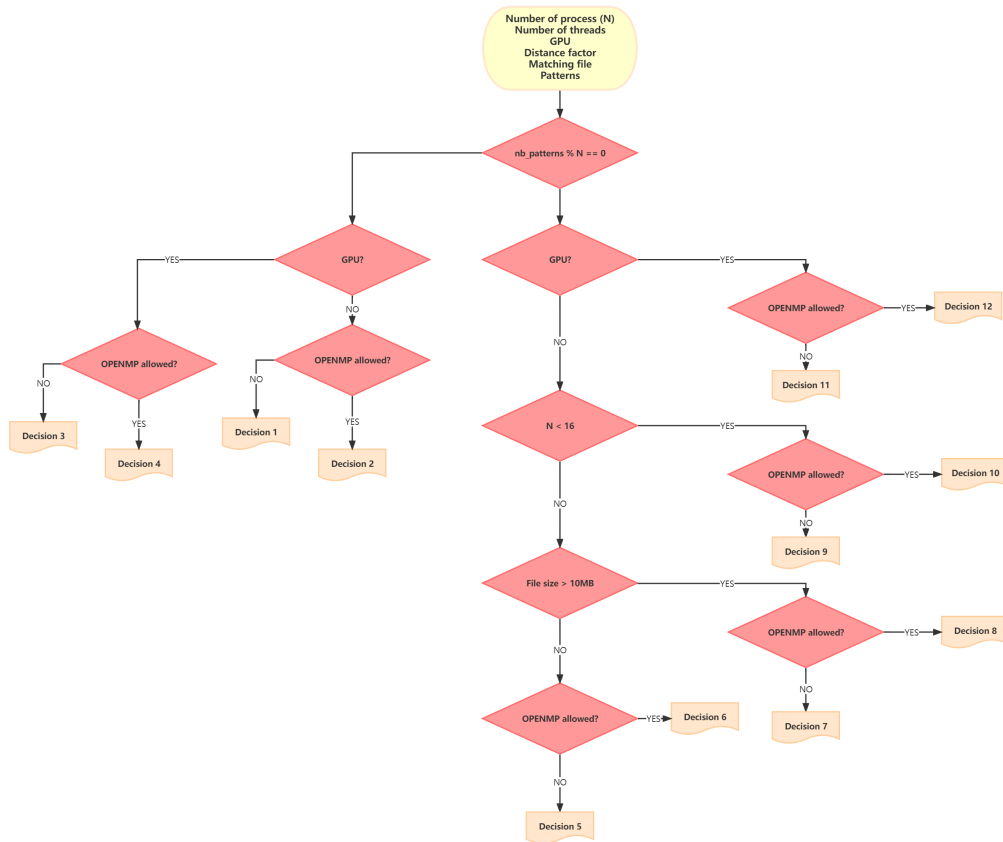 Number of process (N)
Number of threads
GPU
Distance factor
Matching file
Patterns
nb_patterns % N == 0
GPU?
YES
NO
OPENMP allowed?
NO
Decision 3
YES
Decision 4
OPENMP allowed?
NO
Decision 1
YES
Decision 2
GPU?
YES
OPENMP allowed?
YES
Decision 12
NO
Decision 11
NO
N < 16
YES
OPENMP allowed?
YES
Decision 10
NO
Decision 9
NO
File size > 10MB
YES
OPENMP allowed?
YES
Decision 8
NO
Decision 7
NO
OPENMP allowed?
YES
Decision 6
NO
Decision 5